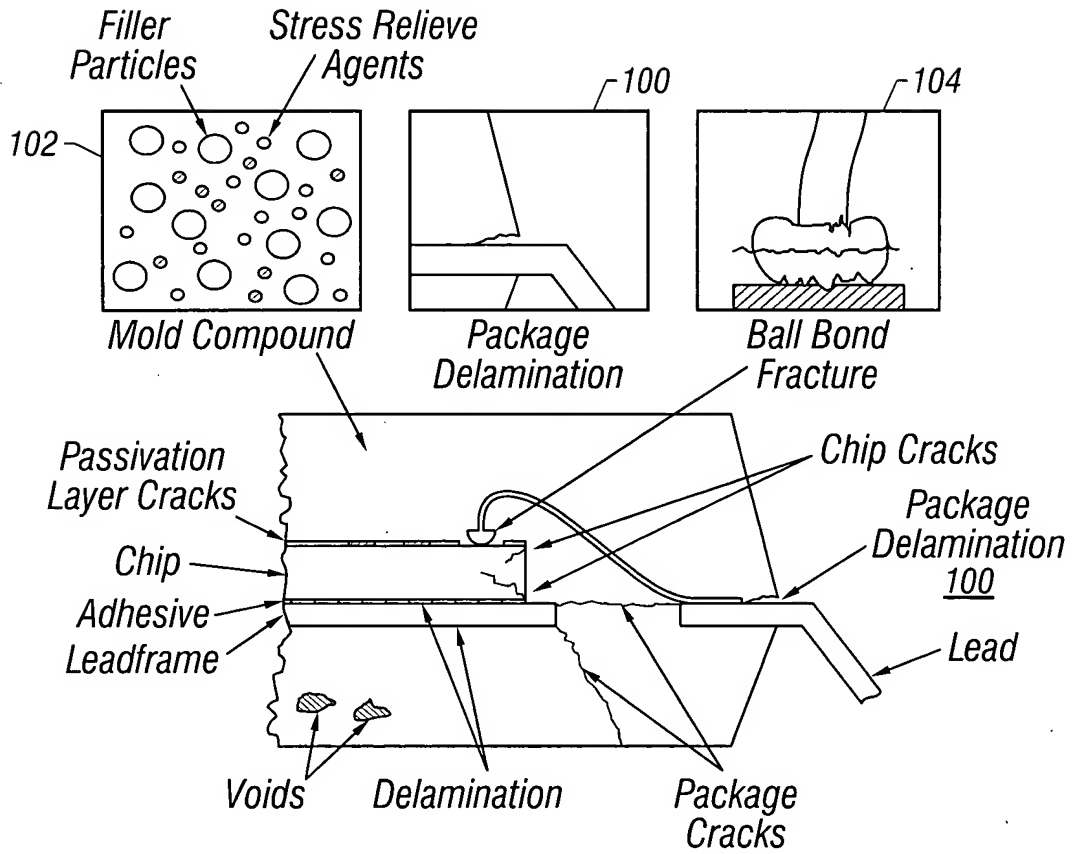 Filler
Particles
Stress Relieve
Agents
102
100
104
Mold Compound
Package
Delamination
Ball Bond
Fracture
Passivation
Layer Cracks
Chip Cracks
Package
Delamination
100
Chip
Adhesive
Leadframe
Lead
Voids
Delamination
Package
Cracks